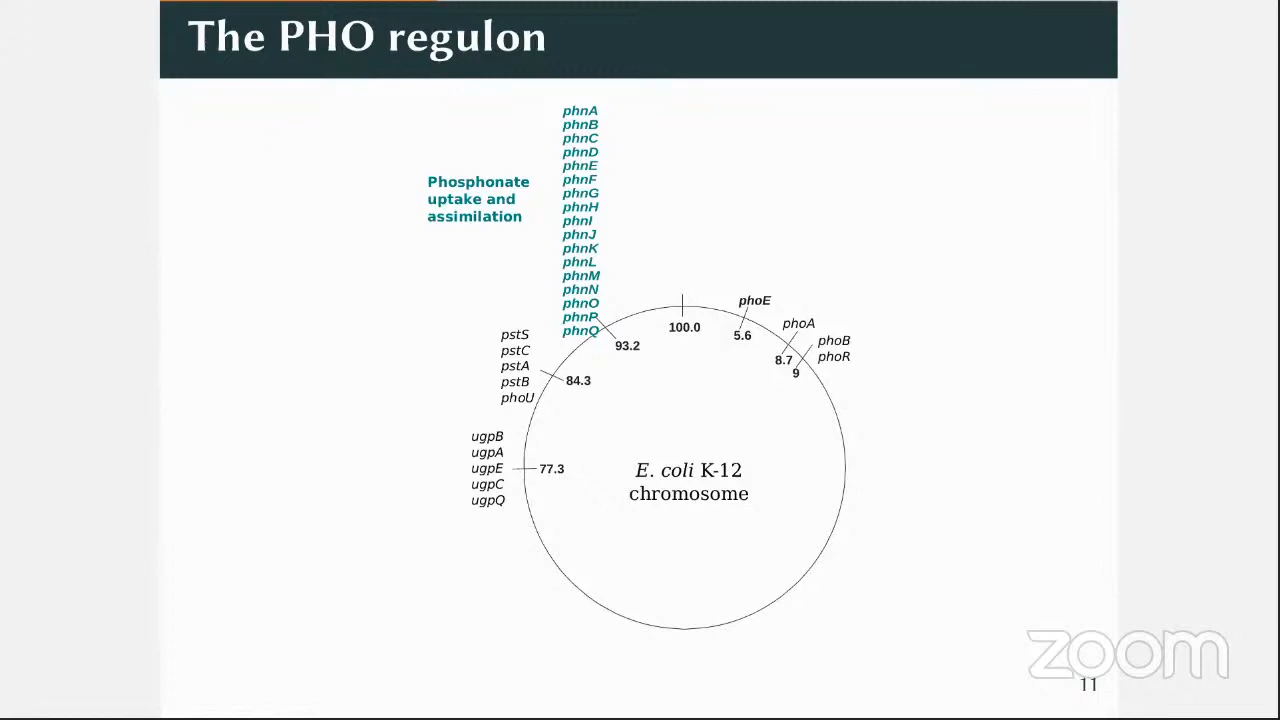 The PHO regulon
phnA
phnB
phnC
phnD
phnE
phnF
phnG
phnH
phnI
phnJ
phnK
phnL
phnM
phnN
phnO
phnP
phnQ
Phosphonate
uptake and
assimilation
pstS
pstC
pstA
pstB
phoU
ugpB
ugpA
ugpE
ugpC
ugpQ
77.3
84.3
93.2
100.0
phoE
5.6
phoA
8.7
phoB
phoR
9
E. coli K-12
chromosome
zoom
11